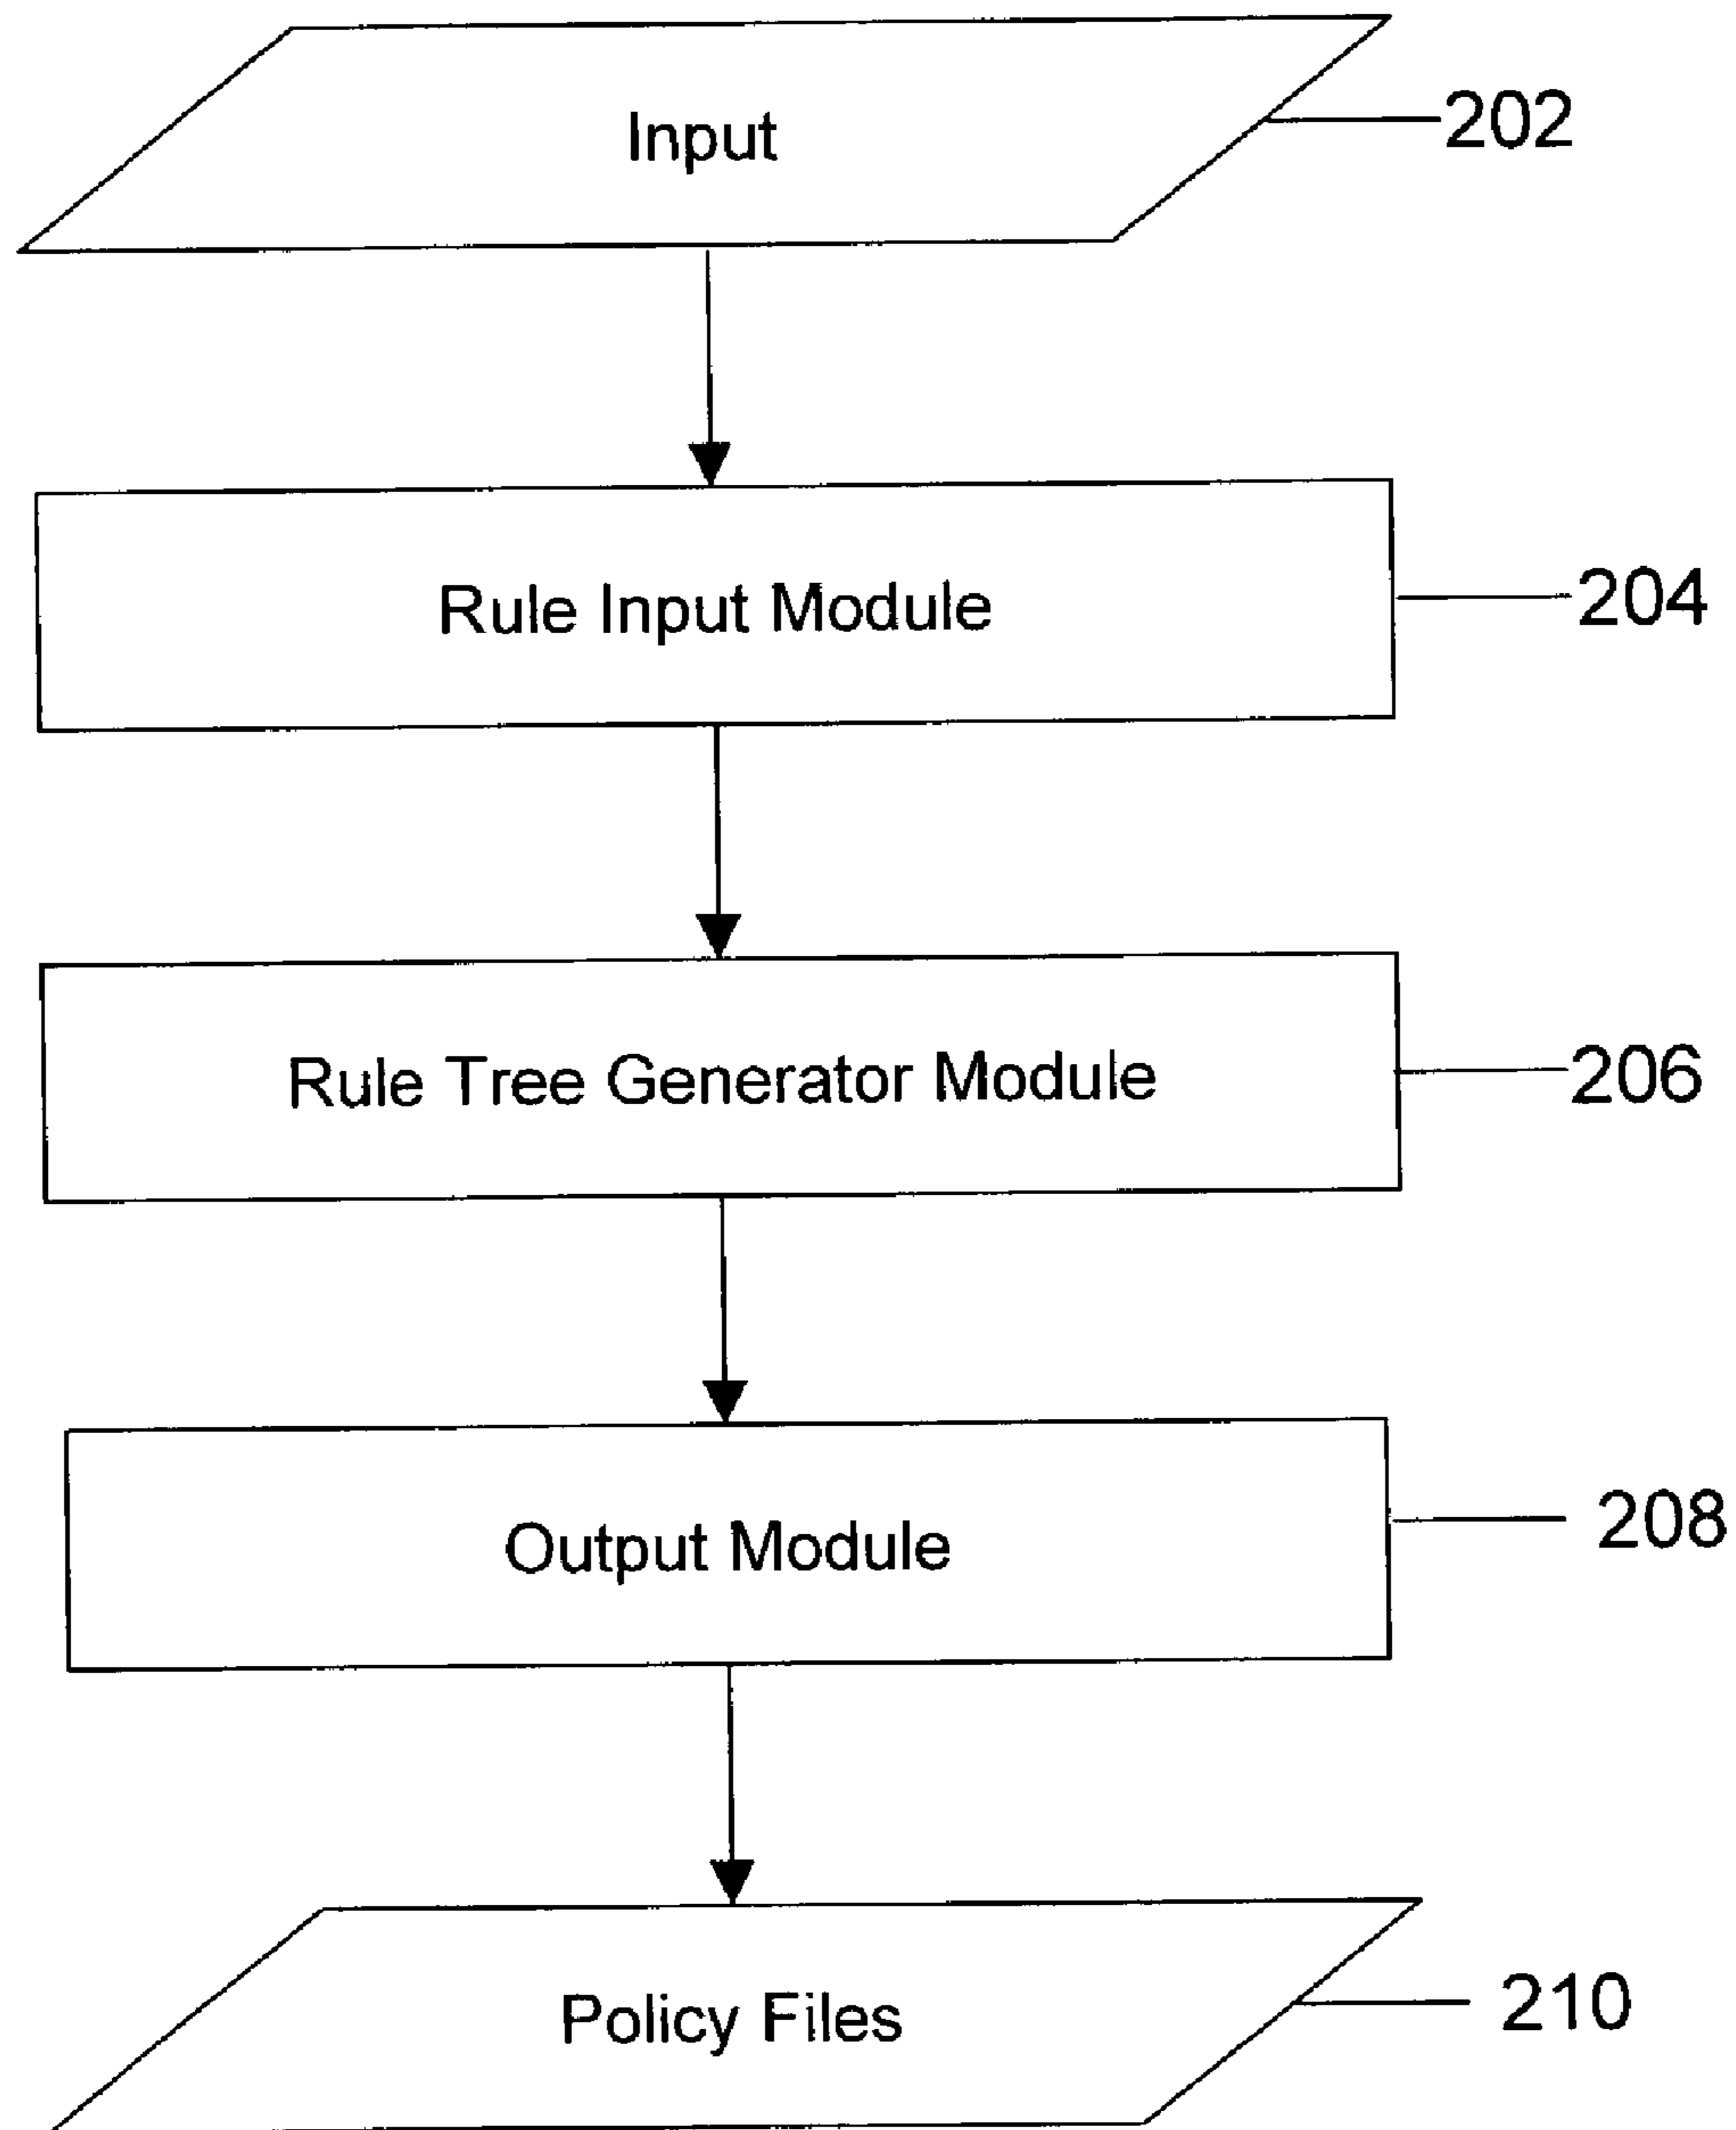 Input
202
Rule Input Module
204
Rule Tree Generator Module
206
Output Module
208
Policy Files
210